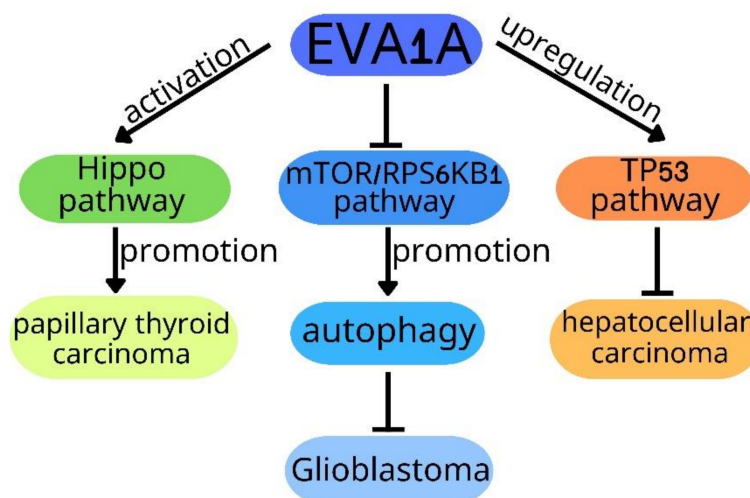 EVA1A
activation
upregulation
Hippo
pathway
mTOR/RPS6KB1
pathway
TP53
pathway
promotion
promotion
papillary thyroid
carcinoma
autophagy
hepatocellular
carcinoma
Glioblastoma